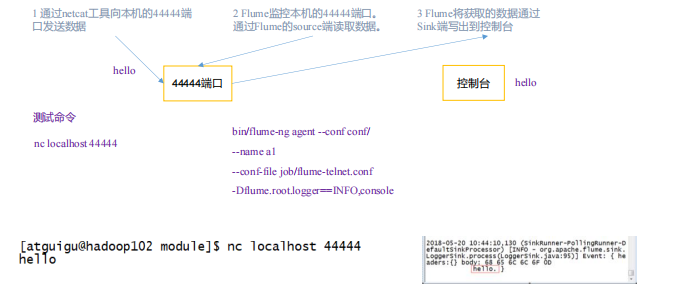 1 通过netcat工具向本机的44444端
口发送数据
2 Flume监控本机的44444端口。
通过Flume的source端读取数据。
3 Flume将获取的数据通过
Sink端写出到控制台
hello
44444端口
控制台
hello
测试命令
nc localhost 44444
bin/flume-ng agent --conf conf/
--name a1
--conf-file job/flume-telnet.conf
-Dflume.root.logger==INFO,console
[atguigu@hadoop102 module]$ nc localhost 44444
hello
2018-05-20 10:44:10,130 (SinkRunner-PollingRunner-D
efaultSinkProcessor) [INFO - org.apache.flume.sink.
LoggerSink.process(LoggerSink.java:95)] Event: { he
aders:{} body: 68 65 6C 6C 6F 0D
hello. }